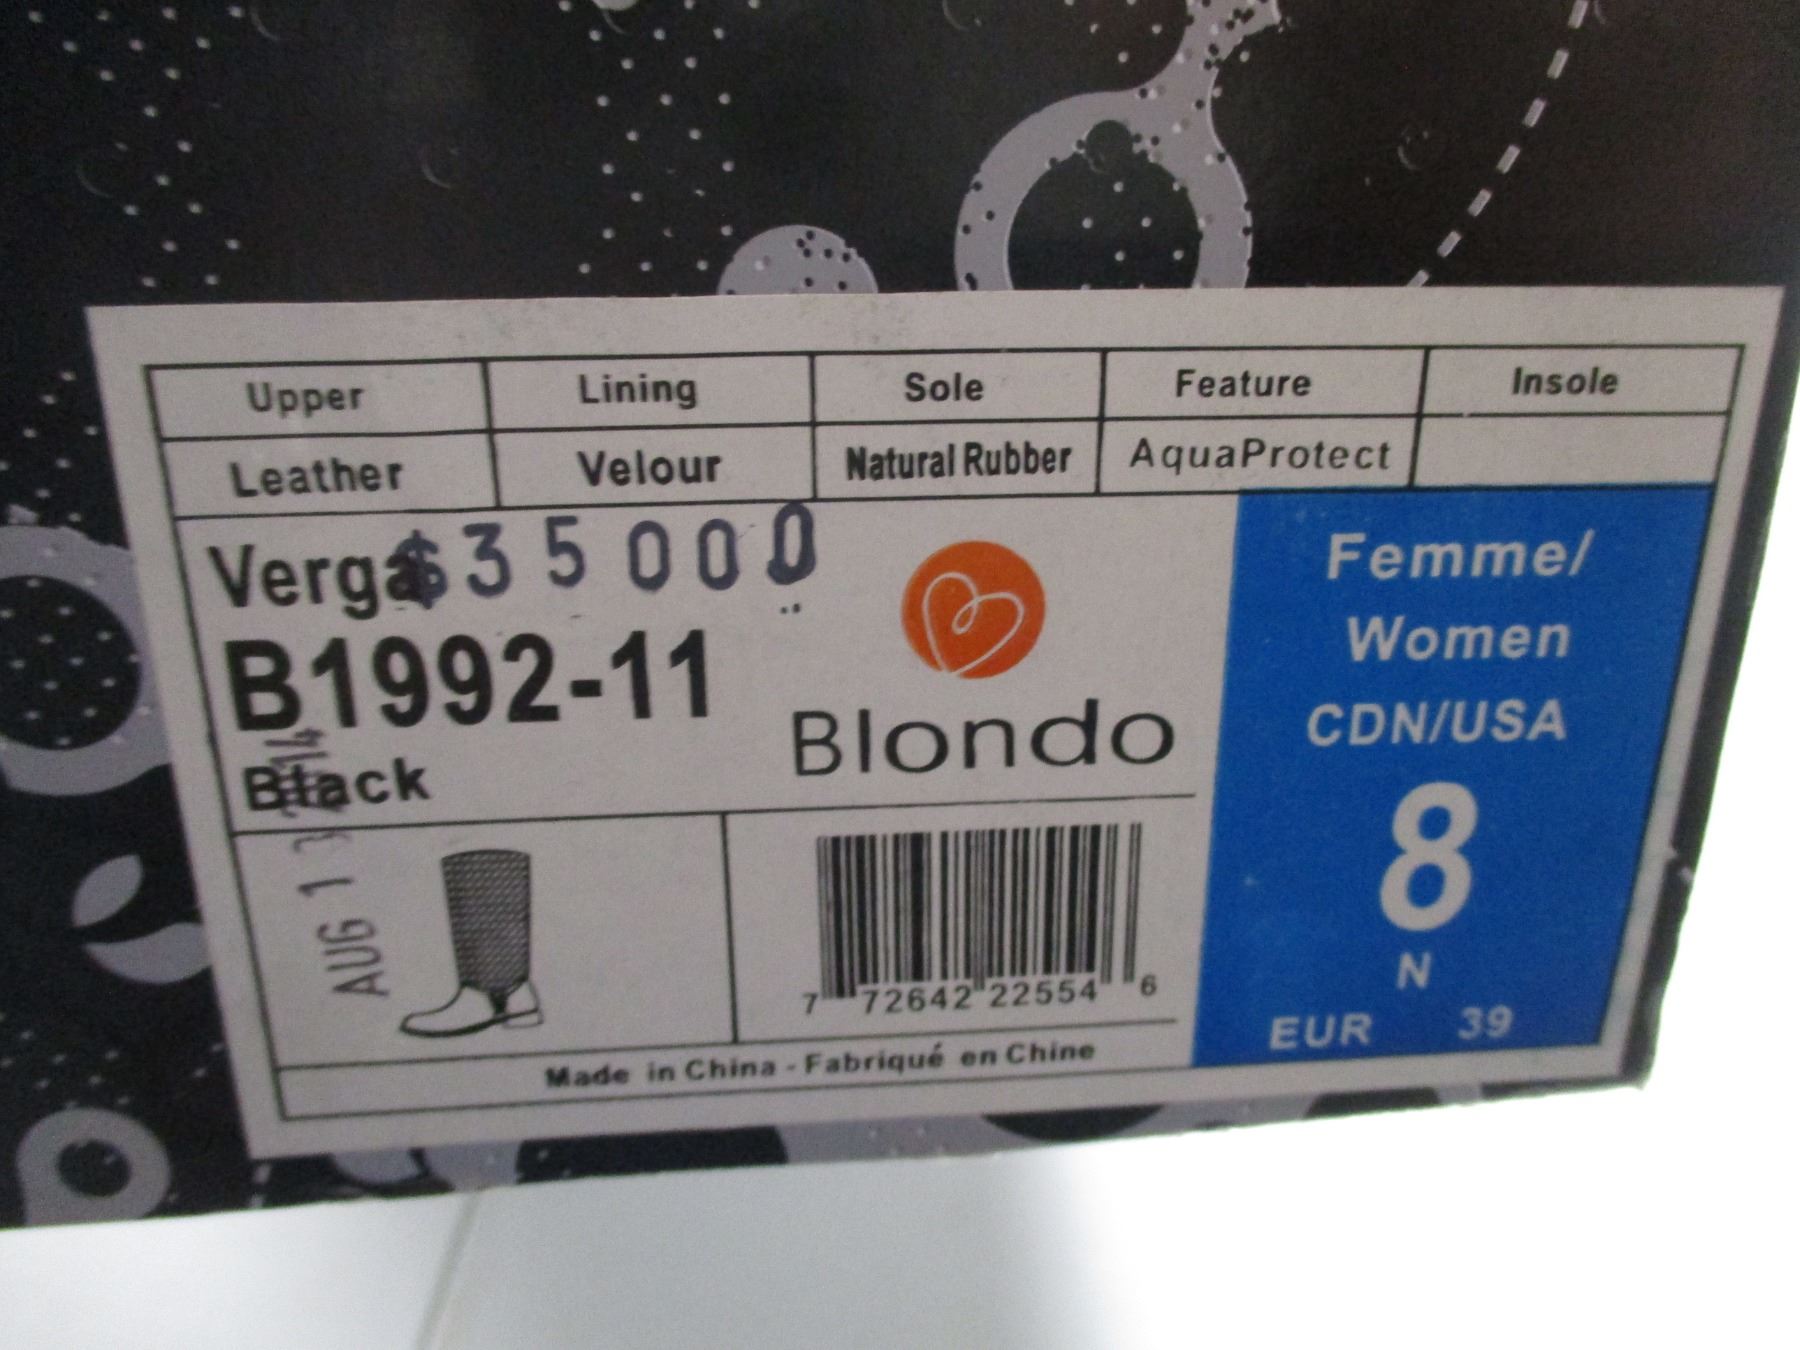 Upper Lining Sole Feature Insole
Leather Velour Natural Rubber AquaProtect
Verga $35000
B1992-11
Black
Blondo
Femme/
Women
CDN/USA
8
N
EUR 39
AUG 13
7 72642 22554 6
Made in China - Fabriqué en Chine